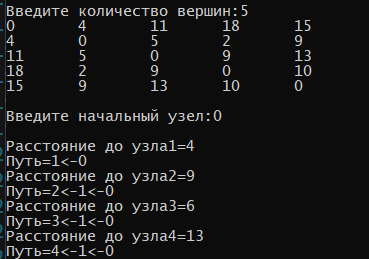 Введите количество вершин:5
0 4 11 18 15
4 0 5 2 9
11 5 0 9 13
18 2 9 0 10
15 9 13 10 0
Введите начальный узел:0
Расстояние до узла1=4
Путь=1<-0
Расстояние до узла2=9
Путь=2<-1<-0
Расстояние до узла3=6
Путь=3<-1<-0
Расстояние до узла4=13
Путь=4<-1<-0